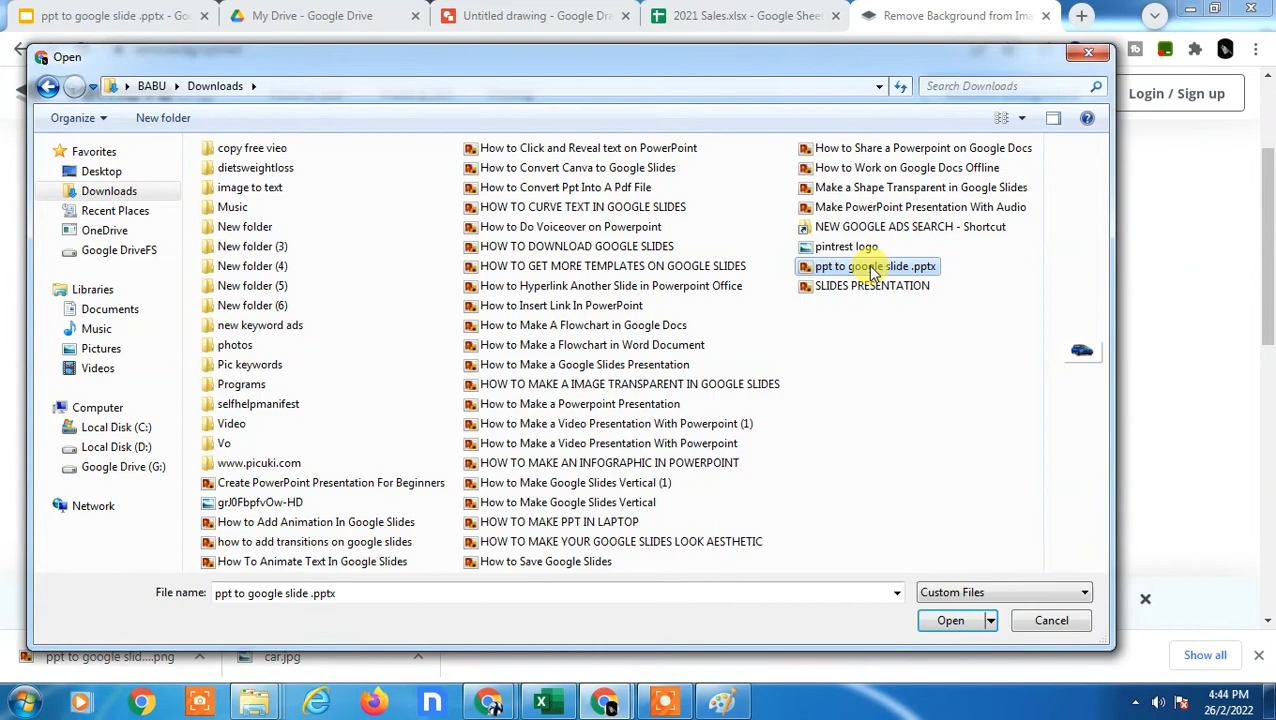 ppt to google slide .pptx - Go
My Drive - Google Drive
Untitled drawing - Google Dra
2021 Sales.xlsx - Google Sheet
Remove Background from Ima
Open
BABU
Downloads
Search Downloads
Login / Sign up
Organize
New folder
Favorites
Desktop
Downloads
Recent Places
OneDrive
Google DriveFS
Libraries
Documents
Music
Pictures
Videos
Computer
Local Disk (C:)
Local Disk (D:)
Google Drive (G:)
Network
copy free vieo
dietsweightloss
image to text
Music
New folder
New folder (3)
New folder (4)
New folder (5)
New folder (6)
new keyword ads
photos
Pic keywords
Programs
selfhelpmanifest
Video
Vo
www.picuki.com
Create PowerPoint Presentation For Beginners
grJ0FbpfvOw-HD
How to Add Animation In Google Slides
how to add transitions on google slides
How To Animate Text In Google Slides
How to Click and Reveal text on PowerPoint
How to Convert Canva to Google Slides
How to Convert Ppt Into A Pdf File
HOW TO CURVE TEXT IN GOOGLE SLIDES
How to Do Voiceover on Powerpoint
HOW TO DOWNLOAD GOOGLE SLIDES
HOW TO GET MORE TEMPLATES ON GOOGLE SLIDES
How to Hyperlink Another Slide in Powerpoint Office
How to Insert Link In PowerPoint
How to Make A Flowchart in Google Docs
How to Make a Flowchart in Word Document
How to Make a Google Slides Presentation
HOW TO MAKE A IMAGE TRANSPARENT IN GOOGLE SLIDES
How to Make a Powerpoint Presentation
How to Make a Video Presentation With Powerpoint (1)
How to Make a Video Presentation With Powerpoint
HOW TO MAKE AN INFOGRAPHIC IN POWERPOINT
How to Make Google Slides Vertical (1)
How to Make Google Slides Vertical
HOW TO MAKE PPT IN LAPTOP
HOW TO MAKE YOUR GOOGLE SLIDES LOOK AESTHETIC
How to Save Google Slides
How to Share a Powerpoint on Google Docs
How to Work on Google Docs Offline
Make a Shape Transparent in Google Slides
Make PowerPoint Presentation With Audio
NEW GOOGLE ADS SEARCH - Shortcut
pintrest logo
ppt to google slide .pptx
SLIDES PRESENTATION
File name:
ppt to google slide .pptx
Custom Files
Open
Cancel
ppt to google slid....png
car.jpg
Show all
4:44 PM
26/2/2022